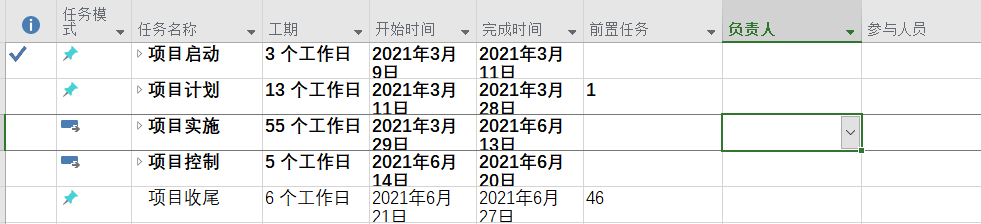 任务模式 任务名称 工期 开始时间 完成时间 前置任务 负责人 参与人员
项目启动 3 个工作日 2021年3月9日 2021年3月11日
项目计划 13 个工作日 2021年3月11日 2021年3月28日 1
项目实施 55 个工作日 2021年3月29日 2021年6月13日
项目控制 5 个工作日 2021年6月14日 2021年6月20日
项目收尾 6 个工作日 2021年6月21日 2021年6月27日 46